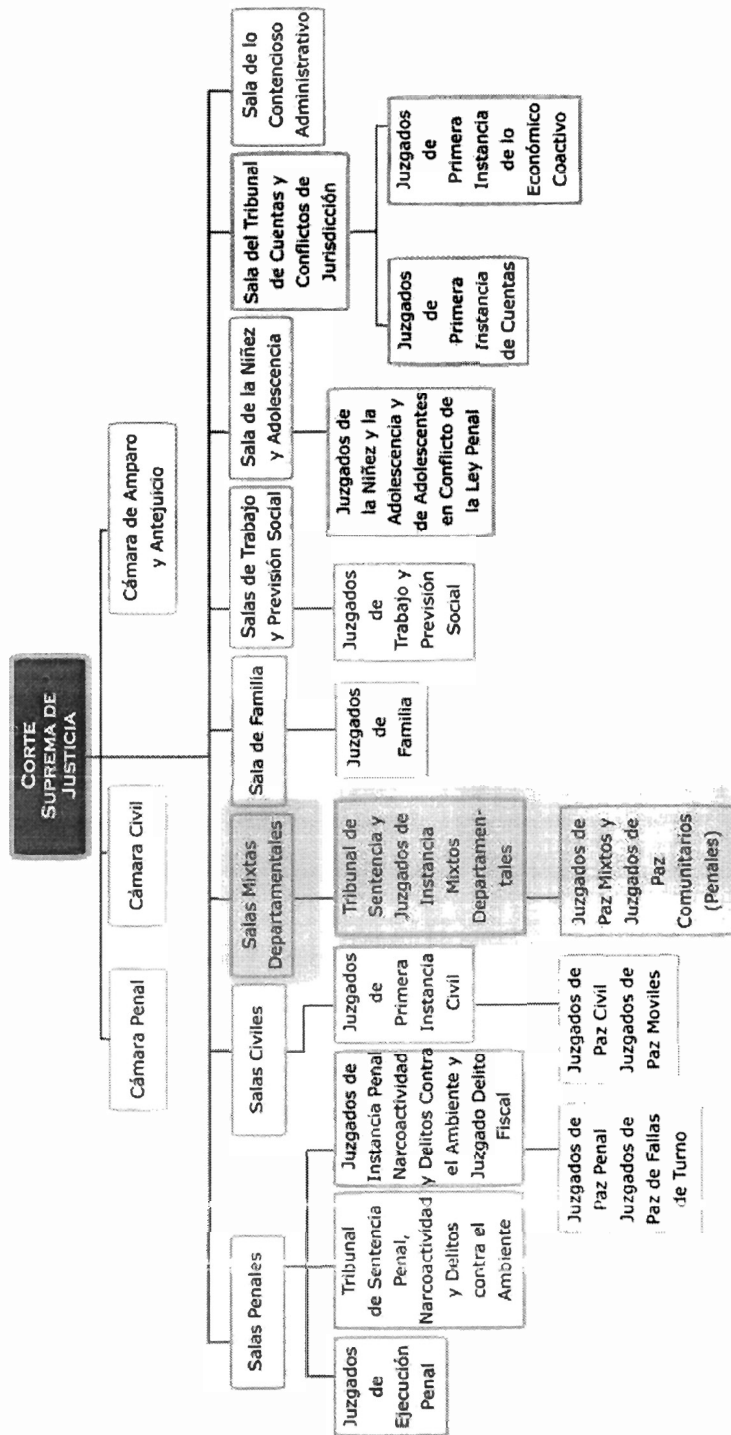 CORTE
SUPREMA DE
JUSTICIA
Cámara Penal
Cámara Civil
Cámara de Amparo
y Antejuicio
Salas Penales
Salas Civiles
Salas Mixtas
Departamentales
Sala de Familia
Salas de Trabajo
y Previsión Social
Sala de la Niñez
y Adolescencia
Sala del Tribunal
de Cuentas y
Conflictos de
Jurisdicción
Sala de lo
Contencioso
Administrativo
Juzgados
de
Ejecución
Penal
Tribunal
de Sentencia
Penal,
Narcoactividad
y Delitos
contra el
Ambiente
Juzgados de
Instancia Penal
Narcoactividad
y Delitos Contra
el Ambiente y
Juzgado Delito
Fiscal
Juzgados
de
Primera
Instancia
Civil
Tribunal de
Sentencia y
Juzgados de
Instancia
Mixtos
Departamen-
tales
Juzgados
de
Familia
Juzgados
de
Trabajo y
Previsión
Social
Juzgados de
la Niñez y la
Adolescencia y
de Adolescentes
en Conflicto de
la Ley Penal
Juzgados
de
Primera
Instancia
de Cuentas
Juzgados
de
Primera
Instancia
de lo
Económico
Coactivo
Juzgados de
Paz Penal
Juzgados de
Paz de Fallas
de Turno
Juzgados de
Paz Civil
Juzgados de
Paz Moviles
Juzgados de
Paz Mixtos y
Juzgados de
Paz
Comunitarios
(Penales)